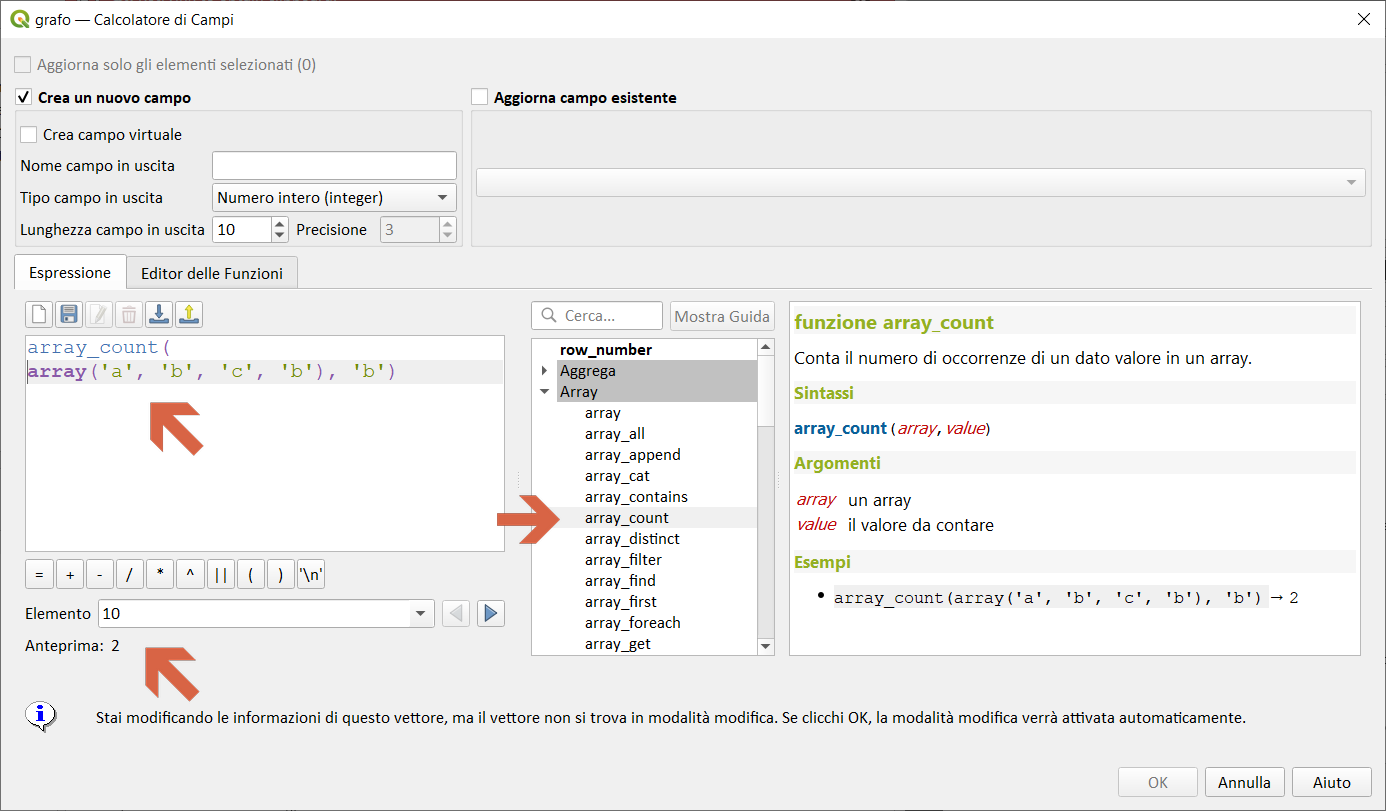 grafo — Calcolatore di Campi
Aggiorna solo gli elementi selezionati (0)
Crea un nuovo campo
Aggiorna campo esistente
Crea campo virtuale
Nome campo in uscita
Tipo campo in uscita Numero intero (integer)
Lunghezza campo in uscita 10 Precisione 3
Espressione Editor delle Funzioni
array_count(
array('a', 'b', 'c', 'b'), 'b')
= + - / * ^ || ( ) '\n'
Elemento 10
Anteprima: 2
Cerca... Mostra Guida
row_number
Aggrega
Array
array
array_all
array_append
array_cat
array_contains
array_count
array_distinct
array_filter
array_find
array_first
array_foreach
array_get
funzione array_count
Conta il numero di occorrenze di un dato valore in un array.
Sintassi
array_count(array, value)
Argomenti
array un array
value il valore da contare
Esempi
• array_count(array('a', 'b', 'c', 'b'), 'b') → 2
Stai modificando le informazioni di questo vettore, ma il vettore non si trova in modalità modifica. Se clicchi OK, la modalità modifica verrà attivata automaticamente.
OK Annulla Aiuto